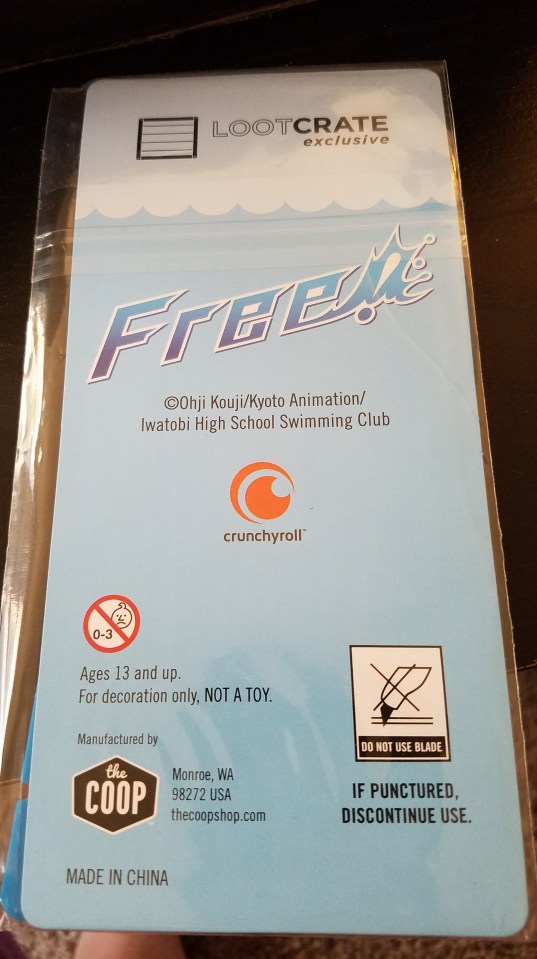 LOOTCRATE
exclusive
Free!
©Ohji Kouji/Kyoto Animation/
Iwatobi High School Swimming Club
crunchyroll™
0-3
Ages 13 and up.
For decoration only, NOT A TOY.
Manufactured by
the
COOP
Monroe, WA
98272 USA
thecoopshop.com
MADE IN CHINA
DO NOT USE BLADE
IF PUNCTURED,
DISCONTINUE USE.